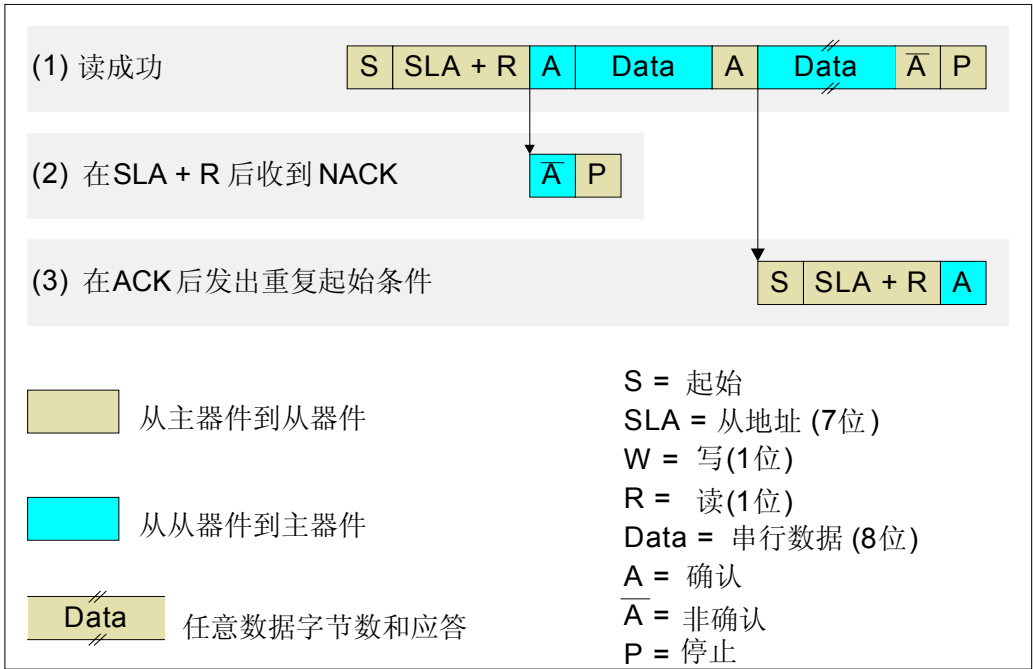 (1) 读成功 S SLA + R A Data A Data A̅ P
(2) 在SLA + R 后收到 NACK A̅ P
(3) 在ACK 后发出重复起始条件 S SLA + R A
从主器件到从器件
从从器件到主器件
Data 任意数据字节数和应答
S = 起始
SLA = 从地址 (7位)
W = 写(1位)
R = 读(1位)
Data = 串行数据 (8位)
A = 确认
A̅ = 非确认
P = 停止